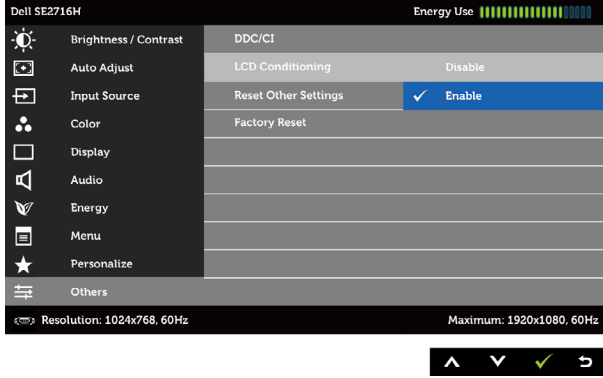 Dell SE2716H
Energy Use
Brightness / Contrast
Auto Adjust
Input Source
Color
Display
Audio
Energy
Menu
Personalize
Others
DDC/CI
LCD Conditioning
Reset Other Settings
Factory Reset
Disable
Enable
Resolution: 1024x768, 60Hz
Maximum: 1920x1080, 60Hz